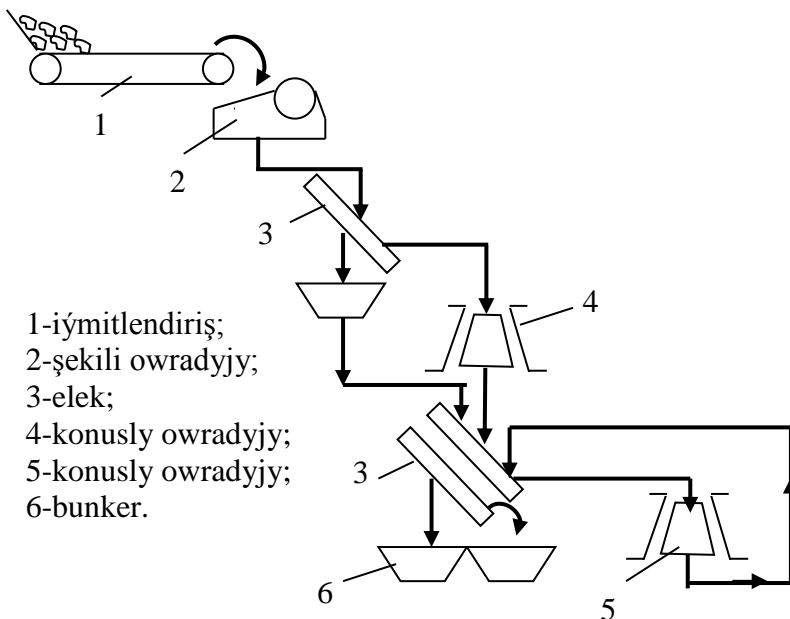 1
2
3
4
1-iýmitlendiriş;
2-şekili owradyjy;
3-elek;
4-konusly owradyjy;
5-konusly owradyjy;
6-bunker.
3
6
5